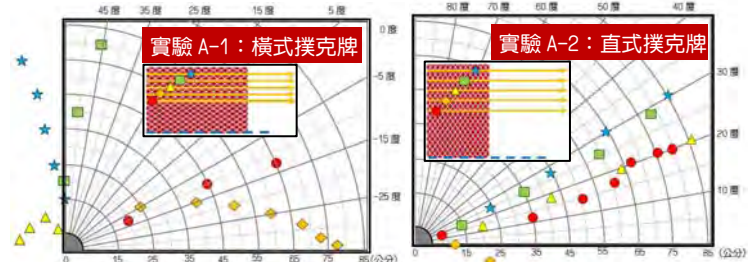 45 度 35 度 25 度 15 度 5 度
0 度
-5 度
-15 度
-25 度
實驗 A-1：橫式撲克牌
0 15 25 35 45 55 65 75 85 (公分)
80 度 70 度 60 度 50 度 40 度
30 度
20 度
10 度
實驗 A-2：直式撲克牌
0 15 25 35 45 55 65 75 85 (公分)